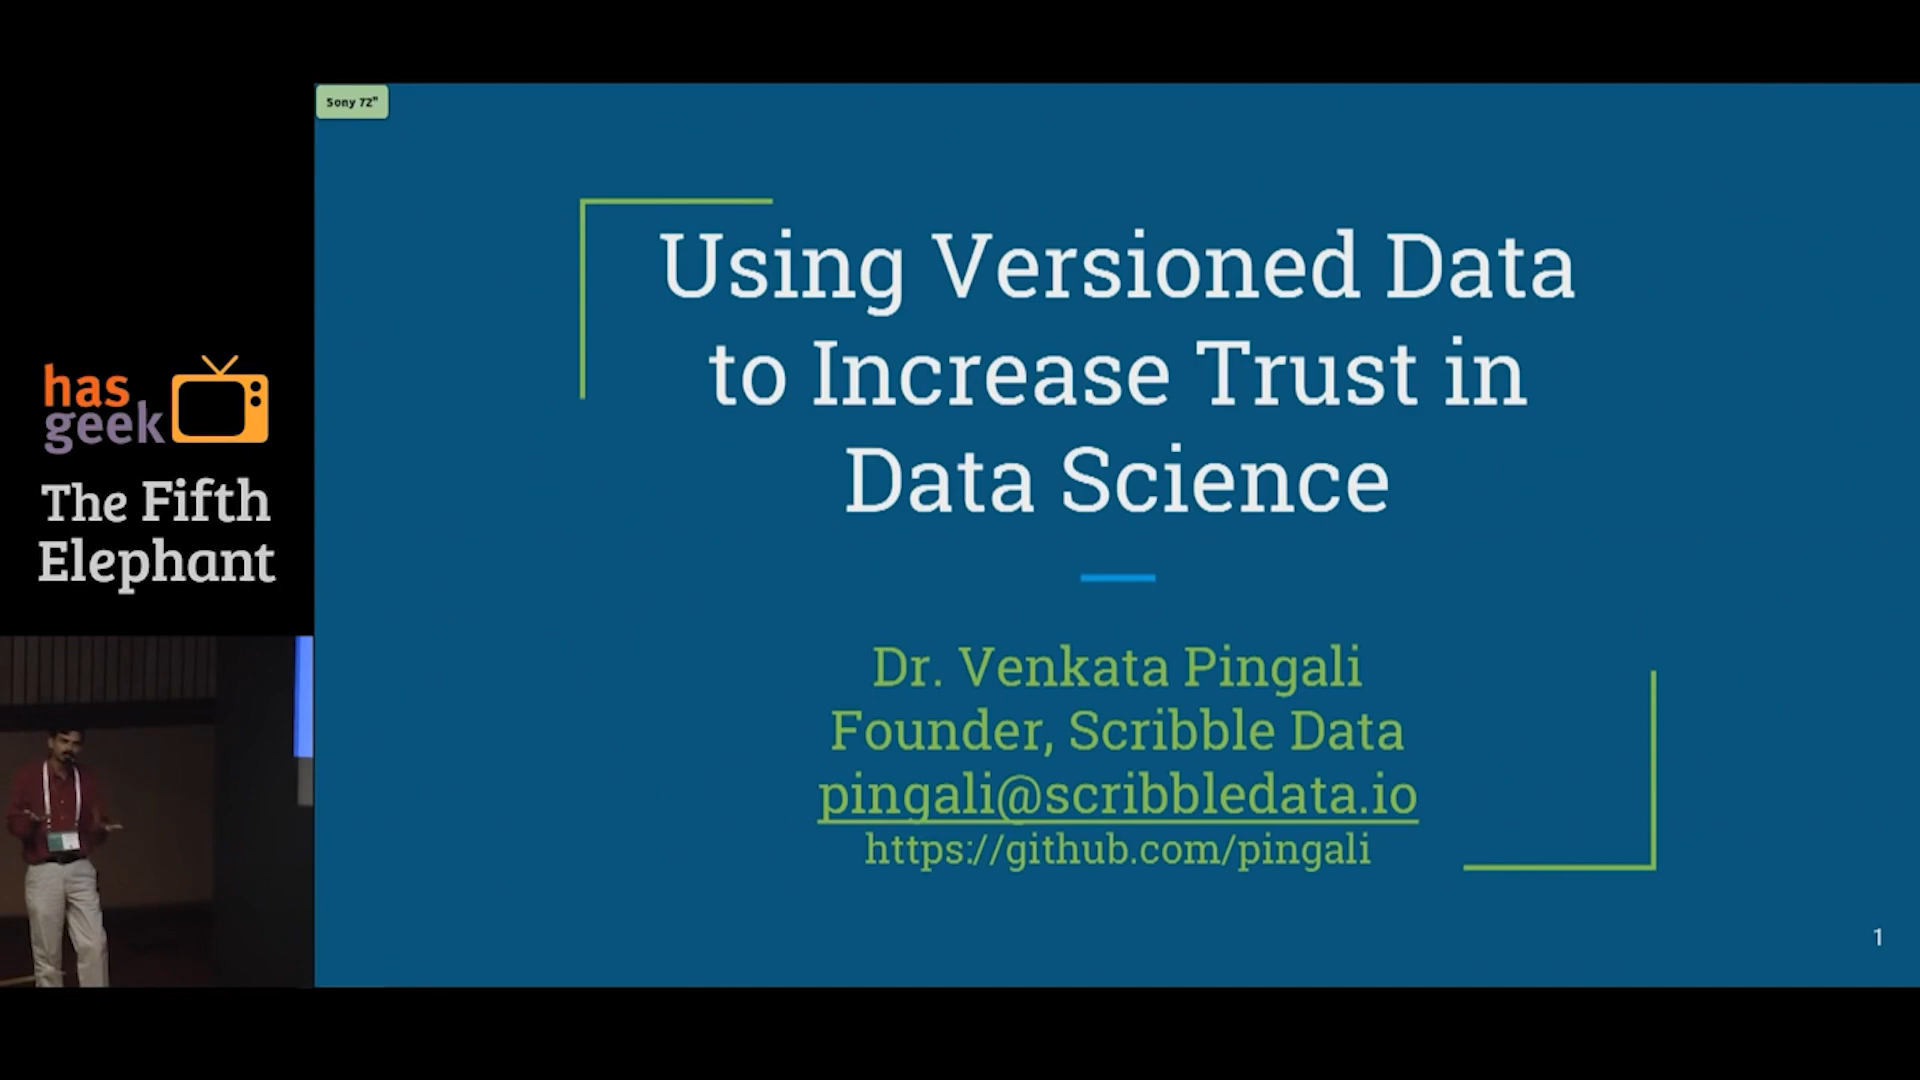 Sony 72"
Using Versioned Data
to Increase Trust in
Data Science
Dr. Venkata Pingali
Founder, Scribble Data
pingali@scribbledata.io
https://github.com/pingali
1
has
geek
The Fifth
Elephant